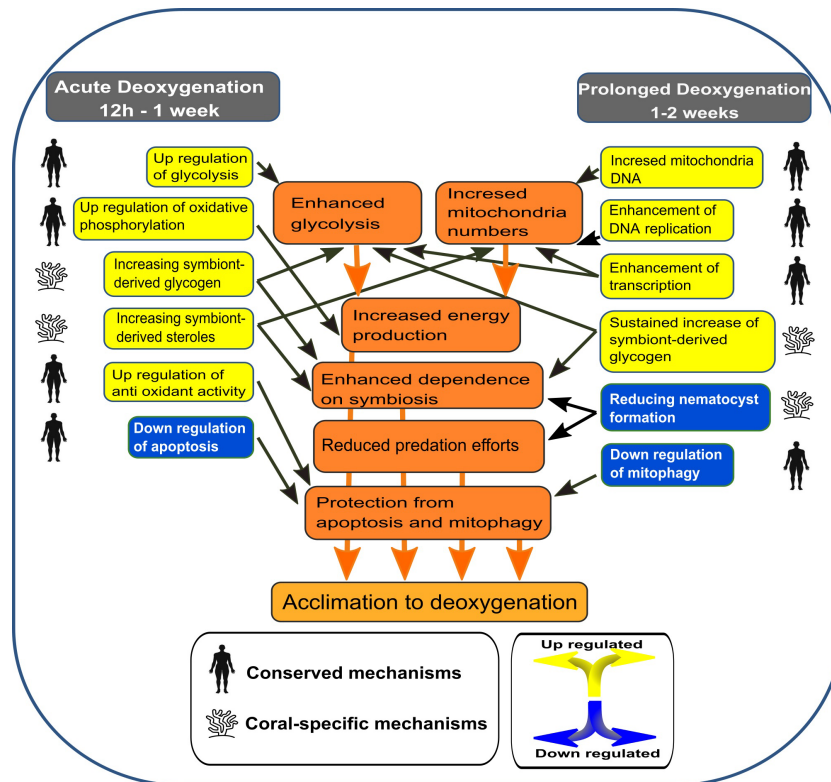 Acute Deoxygenation
12h - 1 week
Prolonged Deoxygenation
1-2 weeks
Up regulation
of glycolysis
Up regulation of oxidative
phosphorylation
Increasing symbiont-
derived glycogen
Increasing symbiont-
derived steroles
Up regulation of
anti oxidant activity
Down regulation
of apoptosis
Enhanced
glycolysis
Incresed
mitochondria
numbers
Increased energy
production
Enhanced dependence
on symbiosis
Reduced predation efforts
Protection from
apoptosis and mitophagy
Acclimation to deoxygenation
Incresed mitochondria
DNA
Enhancement of
DNA replication
Enhancement of
transcription
Sustained increase of
symbiont-derived
glycogen
Reducing nematocyst
formation
Down regulation
of mitophagy
Conserved mechanisms
Coral-specific mechanisms
Up regulated
Down regulated